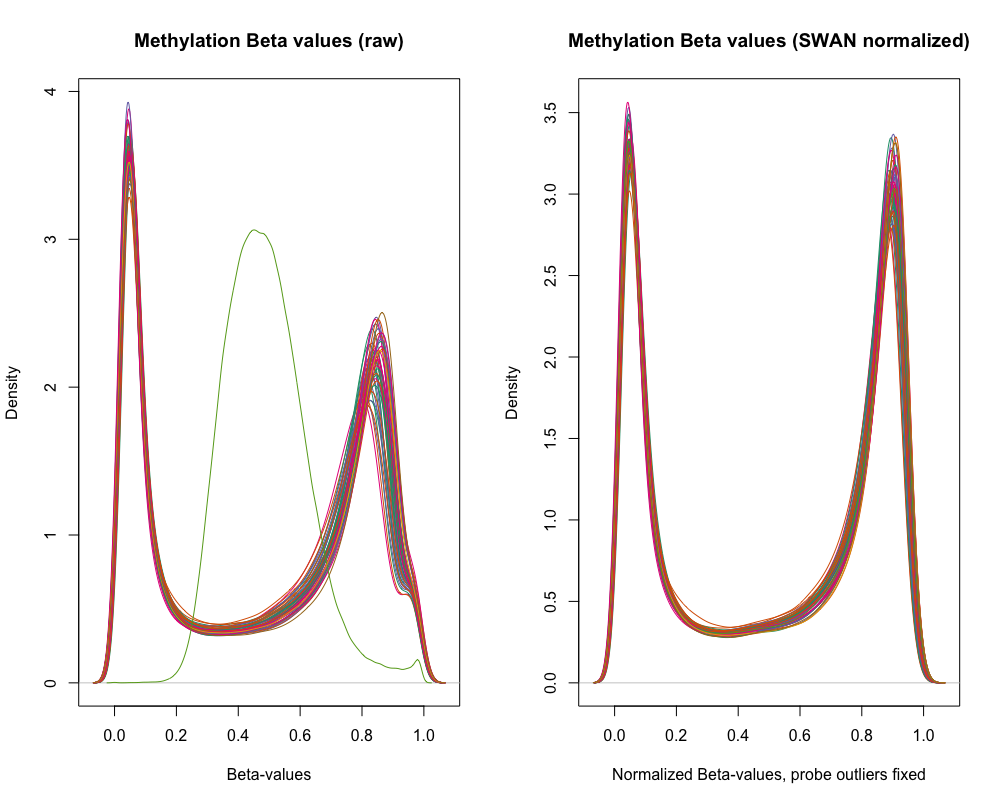 Methylation Beta values (raw)
Density
4
3
2
1
0
0.0 0.2 0.4 0.6 0.8 1.0
Beta-values
Methylation Beta values (SWAN normalized)
Density
3.5
3.0
2.5
2.0
1.5
1.0
0.5
0.0
0.0 0.2 0.4 0.6 0.8 1.0
Normalized Beta-values, probe outliers fixed